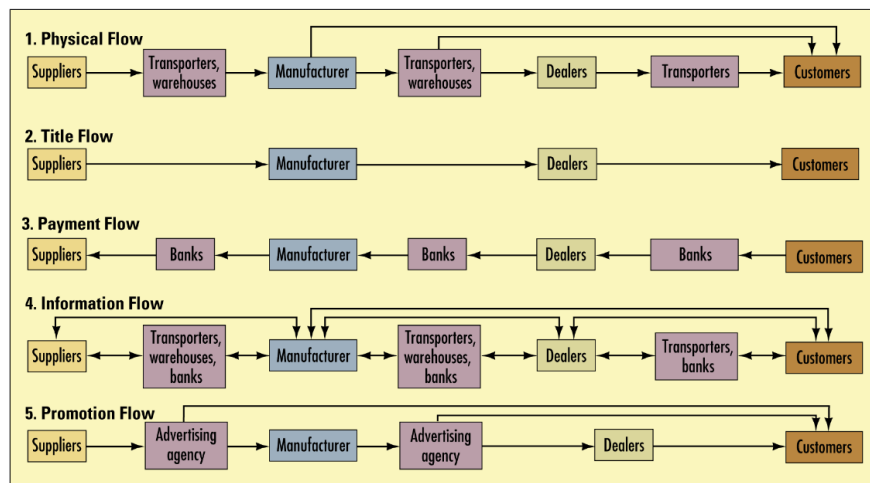 1. Physical Flow
Suppliers
Transporters,
warehouses
Manufacturer
Transporters,
warehouses
Dealers
Transporters
Customers
2. Title Flow
Suppliers
Manufacturer
Dealers
Customers
3. Payment Flow
Suppliers
Banks
Manufacturer
Banks
Dealers
Banks
Customers
4. Information Flow
Suppliers
Transporters,
warehouses,
banks
Manufacturer
Transporters,
warehouses,
banks
Dealers
Transporters,
banks
Customers
5. Promotion Flow
Suppliers
Advertising
agency
Manufacturer
Advertising
agency
Dealers
Customers